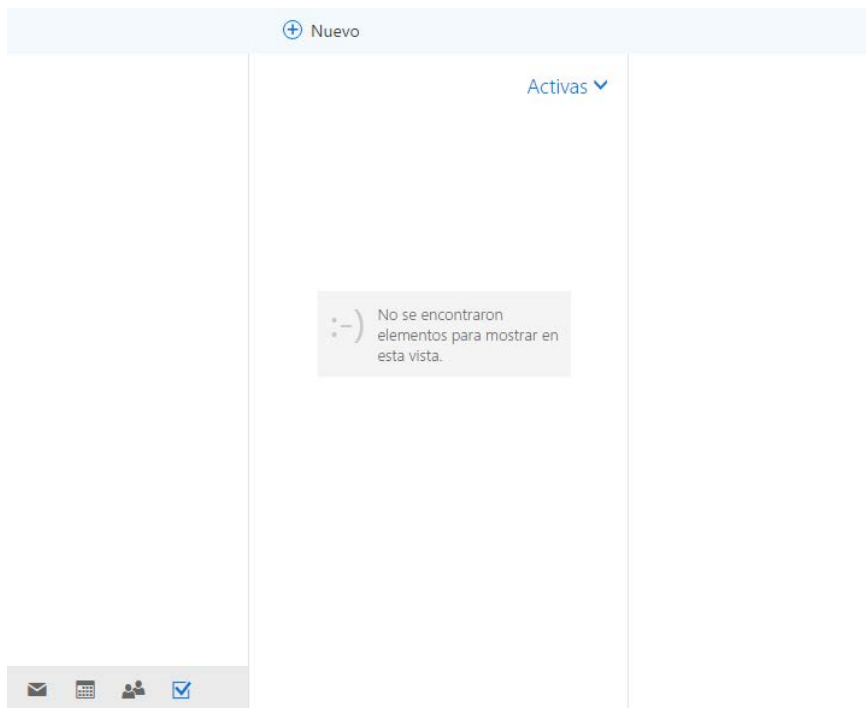 Nuevo
Activas
:-)
No se encontraron
elementos para mostrar en
esta vista.